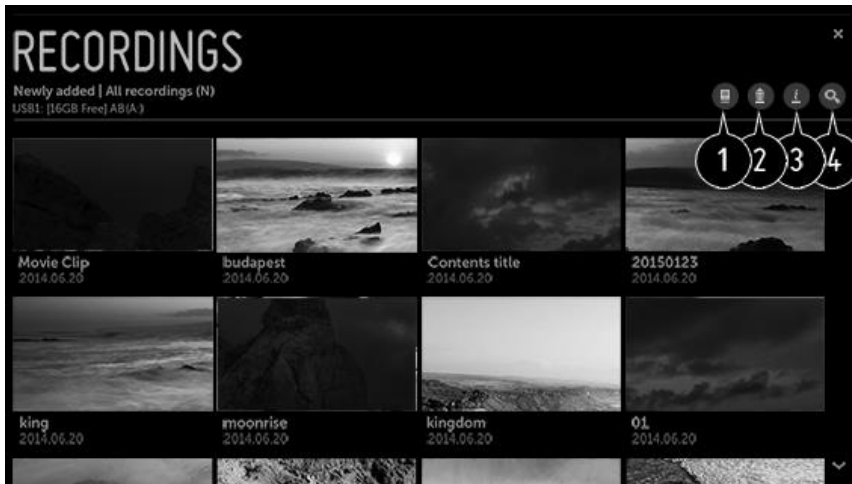 RECORDINGS
Newly added | All recordings (N)
USB1: [16GB Free] AB(A:)
1 2 3 4
Movie Clip budapest Contents title 20150123
2014.06.20 2014.06.20 2014.06.20 2014.06.20
king moonrise kingdom 01
2014.06.20 2014.06.20 2014.06.20 2014.06.20